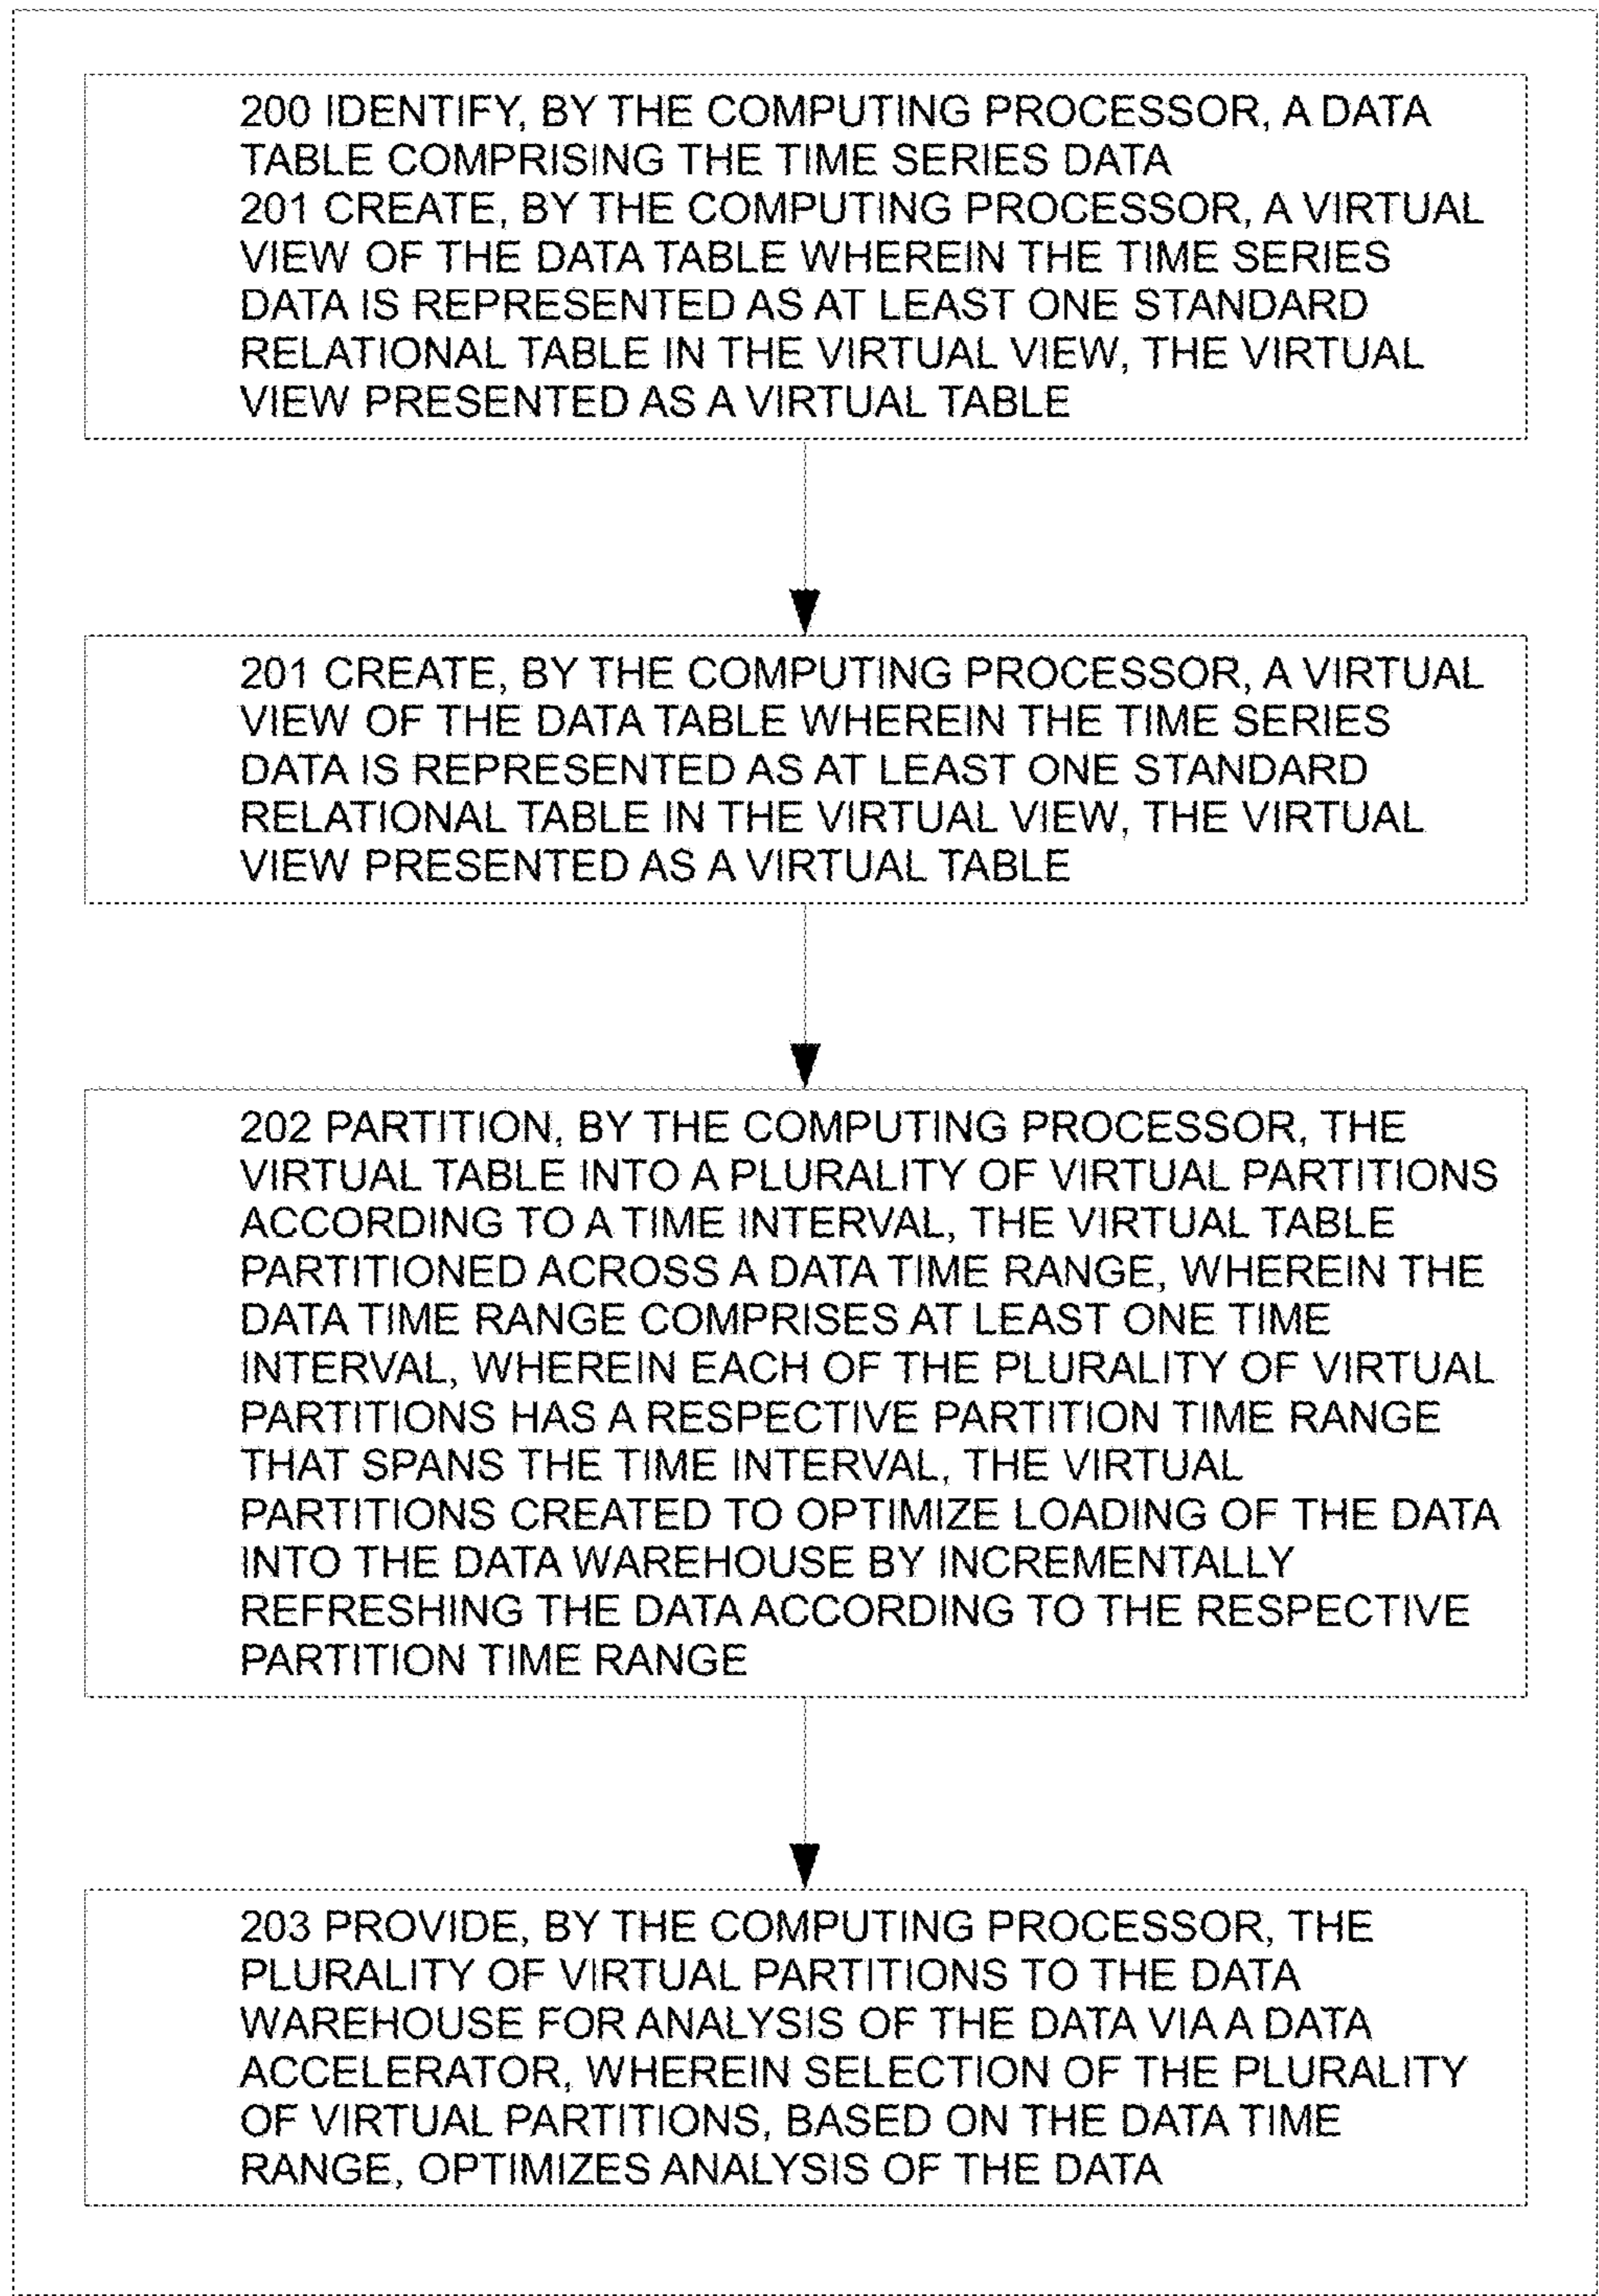 200 IDENTIFY, BY THE COMPUTING PROCESSOR, A DATA
TABLE COMPRISING THE TIME SERIES DATA
201 CREATE, BY THE COMPUTING PROCESSOR, A VIRTUAL
VIEW OF THE DATA TABLE WHEREIN THE TIME SERIES
DATA IS REPRESENTED AS AT LEAST ONE STANDARD
RELATIONAL TABLE IN THE VIRTUAL VIEW, THE VIRTUAL
VIEW PRESENTED AS A VIRTUAL TABLE
201 CREATE, BY THE COMPUTING PROCESSOR, A VIRTUAL
VIEW OF THE DATA TABLE WHEREIN THE TIME SERIES
DATA IS REPRESENTED AS AT LEAST ONE STANDARD
RELATIONAL TABLE IN THE VIRTUAL VIEW, THE VIRTUAL
VIEW PRESENTED AS A VIRTUAL TABLE
202 PARTITION, BY THE COMPUTING PROCESSOR, THE
VIRTUAL TABLE INTO A PLURALITY OF VIRTUAL PARTITIONS
ACCORDING TO A TIME INTERVAL, THE VIRTUAL TABLE
PARTITIONED ACROSS A DATA TIME RANGE, WHEREIN THE
DATA TIME RANGE COMPRISES AT LEAST ONE TIME
INTERVAL, WHEREIN EACH OF THE PLURALITY OF VIRTUAL
PARTITIONS HAS A RESPECTIVE PARTITION TIME RANGE
THAT SPANS THE TIME INTERVAL, THE VIRTUAL
PARTITIONS CREATED TO OPTIMIZE LOADING OF THE DATA
INTO THE DATA WAREHOUSE BY INCREMENTALLY
REFRESHING THE DATA ACCORDING TO THE RESPECTIVE
PARTITION TIME RANGE
203 PROVIDE, BY THE COMPUTING PROCESSOR, THE
PLURALITY OF VIRTUAL PARTITIONS TO THE DATA
WAREHOUSE FOR ANALYSIS OF THE DATA VIA A DATA
ACCELERATOR, WHEREIN SELECTION OF THE PLURALITY
OF VIRTUAL PARTITIONS, BASED ON THE DATA TIME
RANGE, OPTIMIZES ANALYSIS OF THE DATA